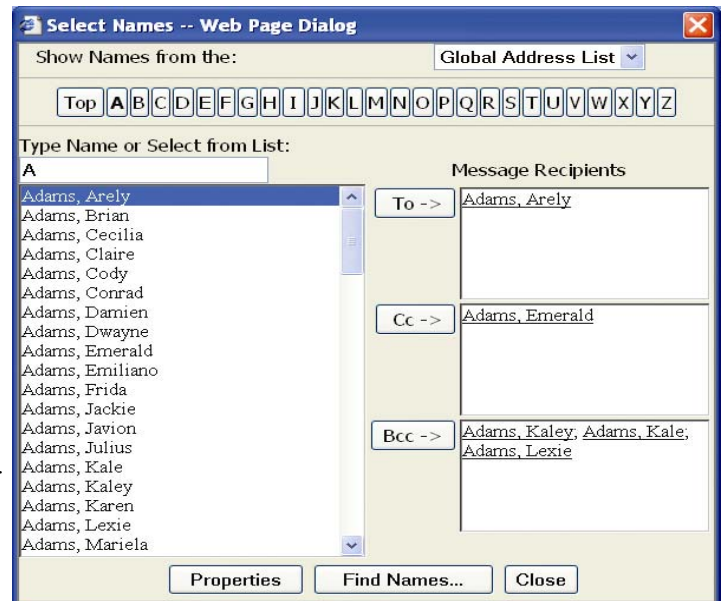 Select Names -- Web Page Dialog
Show Names from the:
Global Address List
Top A B C D E F G H I J K L M N O P Q R S T U V W X Y Z
Type Name or Select from List:
A
Message Recipients
Adams, Arely
Adams, Brian
Adams, Cecilia
Adams, Claire
Adams, Cody
Adams, Conrad
Adams, Damien
Adams, Dwayne
Adams, Emerald
Adams, Emiliano
Adams, Frida
Adams, Jackie
Adams, Javion
Adams, Julius
Adams, Kale
Adams, Kaley
Adams, Karen
Adams, Lexie
Adams, Mariela
To ->
Adams, Arely
Cc ->
Adams, Emerald
Bcc ->
Adams, Kaley; Adams, Kale;
Adams, Lexie
Properties
Find Names...
Close